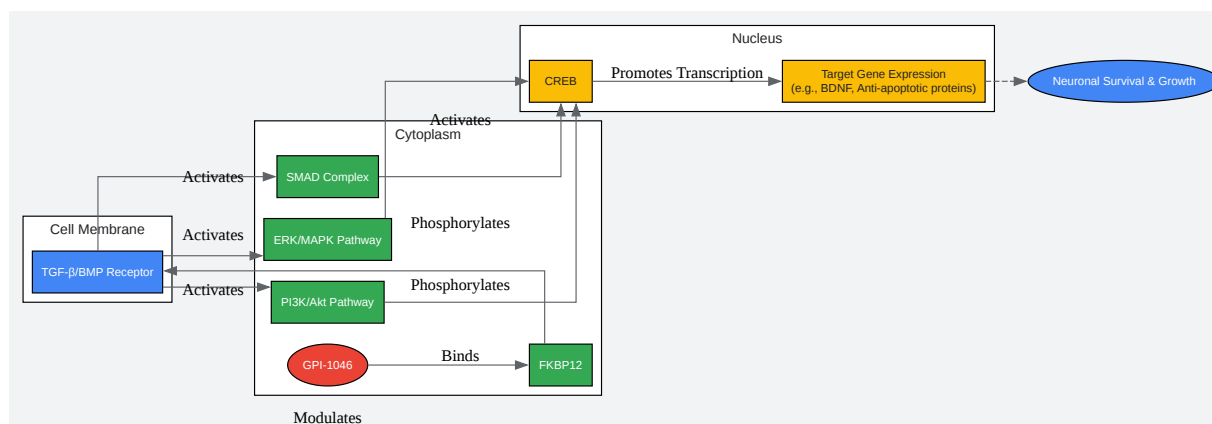 Nucleus
CREB
Promotes Transcription
Target Gene Expression
(e.g., BDNF, Anti-apoptotic proteins)
Neuronal Survival & Growth
Activates
Cytoplasm
Activates
SMAD Complex
Cell Membrane
Activates
ERK/MAPK Pathway
Phosphorylates
TGF-β/BMP Receptor
Activates
PI3K/Akt Pathway
Phosphorylates
GPI-1046
Binds
FKBP12
Modulates